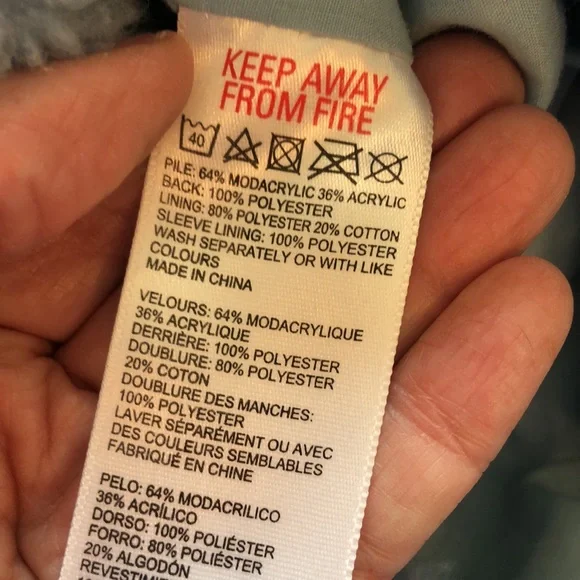 KEEP AWAY
FROM FIRE
40
PILE: 64% MODACRYLIC 36% ACRYLIC
BACK: 100% POLYESTER
LINING: 80% POLYESTER 20% COTTON
SLEEVE LINING: 100% POLYESTER
WASH SEPARATELY OR WITH LIKE
COLOURS
MADE IN CHINA
VELOURS: 64% MODACRYLIQUE
36% ACRYLIQUE
DERRIÈRE: 100% POLYESTER
DOUBLURE: 80% POLYESTER
20% COTON
DOUBLURE DES MANCHES:
100% POLYESTER
LAVER SÉPARÉMENT OU AVEC
DES COULEURS SEMBLABLES
FABRIQUÉ EN CHINE
PELO: 64% MODACRILICO
36% ACRÍLICO
DORSO: 100% POLIÉSTER
FORRO: 80% POLIÉSTER
20% ALGODÓN